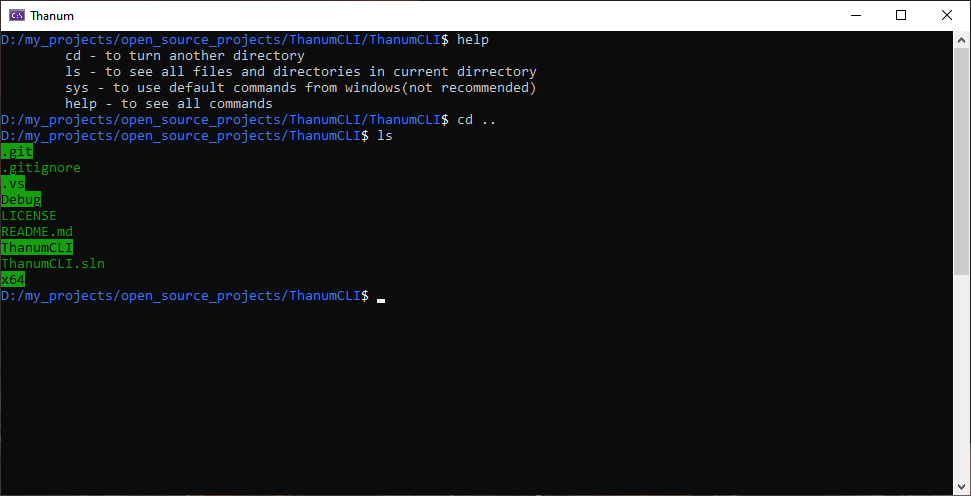 Thanum
D:/my_projects/open_source_projects/ThanumCLI/ThanumCLI$ help
cd - to turn another directory
ls - to see all files and directories in current dirrectory
sys - to use default commands from windows(not recommended)
help - to see all commands
D:/my_projects/open_source_projects/ThanumCLI/ThanumCLI$ cd ..
D:/my_projects/open_source_projects/ThanumCLI$ ls
.git
.gitignore
.vs
Debug
LICENSE
README.md
ThanumCLI
ThanumCLI.sln
x64
D:/my_projects/open_source_projects/ThanumCLI$